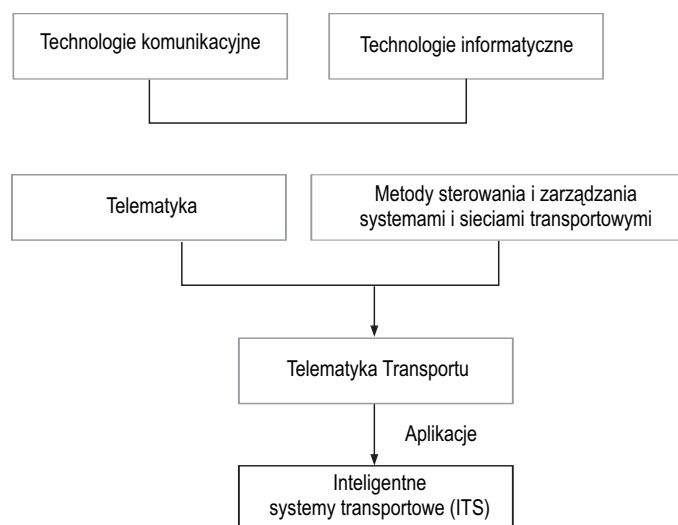 Technologie komunikacyjne
Technologie informatyczne
Telematyka
Metody sterowania i zarządzania
systemami i sieciami transportowymi
Telematyka Transportu
Aplikacje
Inteligentne
systemy transportowe (ITS)